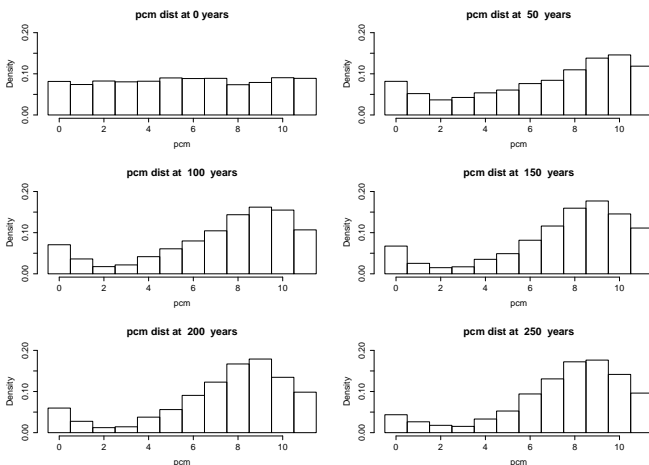 pcm dist at 0 years
Density
0.00 0.10 0.20
0 2 4 6 8 10
pcm
pcm dist at 50 years
Density
0.00 0.10 0.20
0 2 4 6 8 10
pcm
pcm dist at 100 years
Density
0.00 0.10 0.20
0 2 4 6 8 10
pcm
pcm dist at 150 years
Density
0.00 0.10 0.20
0 2 4 6 8 10
pcm
pcm dist at 200 years
Density
0.00 0.10 0.20
0 2 4 6 8 10
pcm
pcm dist at 250 years
Density
0.00 0.10 0.20
0 2 4 6 8 10
pcm